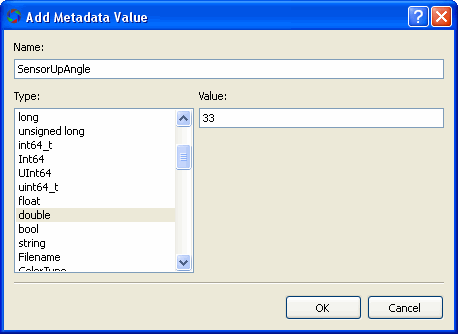 Add Metadata Value
Name:
SensorUpAngle
Type:
Value:
long
33
unsigned long
int64_t
Int64
UInt64
uint64_t
float
double
bool
string
Filename
ColorType
OK
Cancel